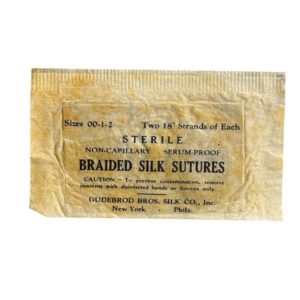 Sizes 00-1-2 Two 18" Strands of Each
STERILE
NON-CAPILLARY SERUM-PROOF
BRAIDED SILK SUTURES
CAUTION - To prevent contamination, remove
contents with disinfected hands or forceps only.
GUDEBROD BROS. SILK CO., Inc.
New York - Phila.